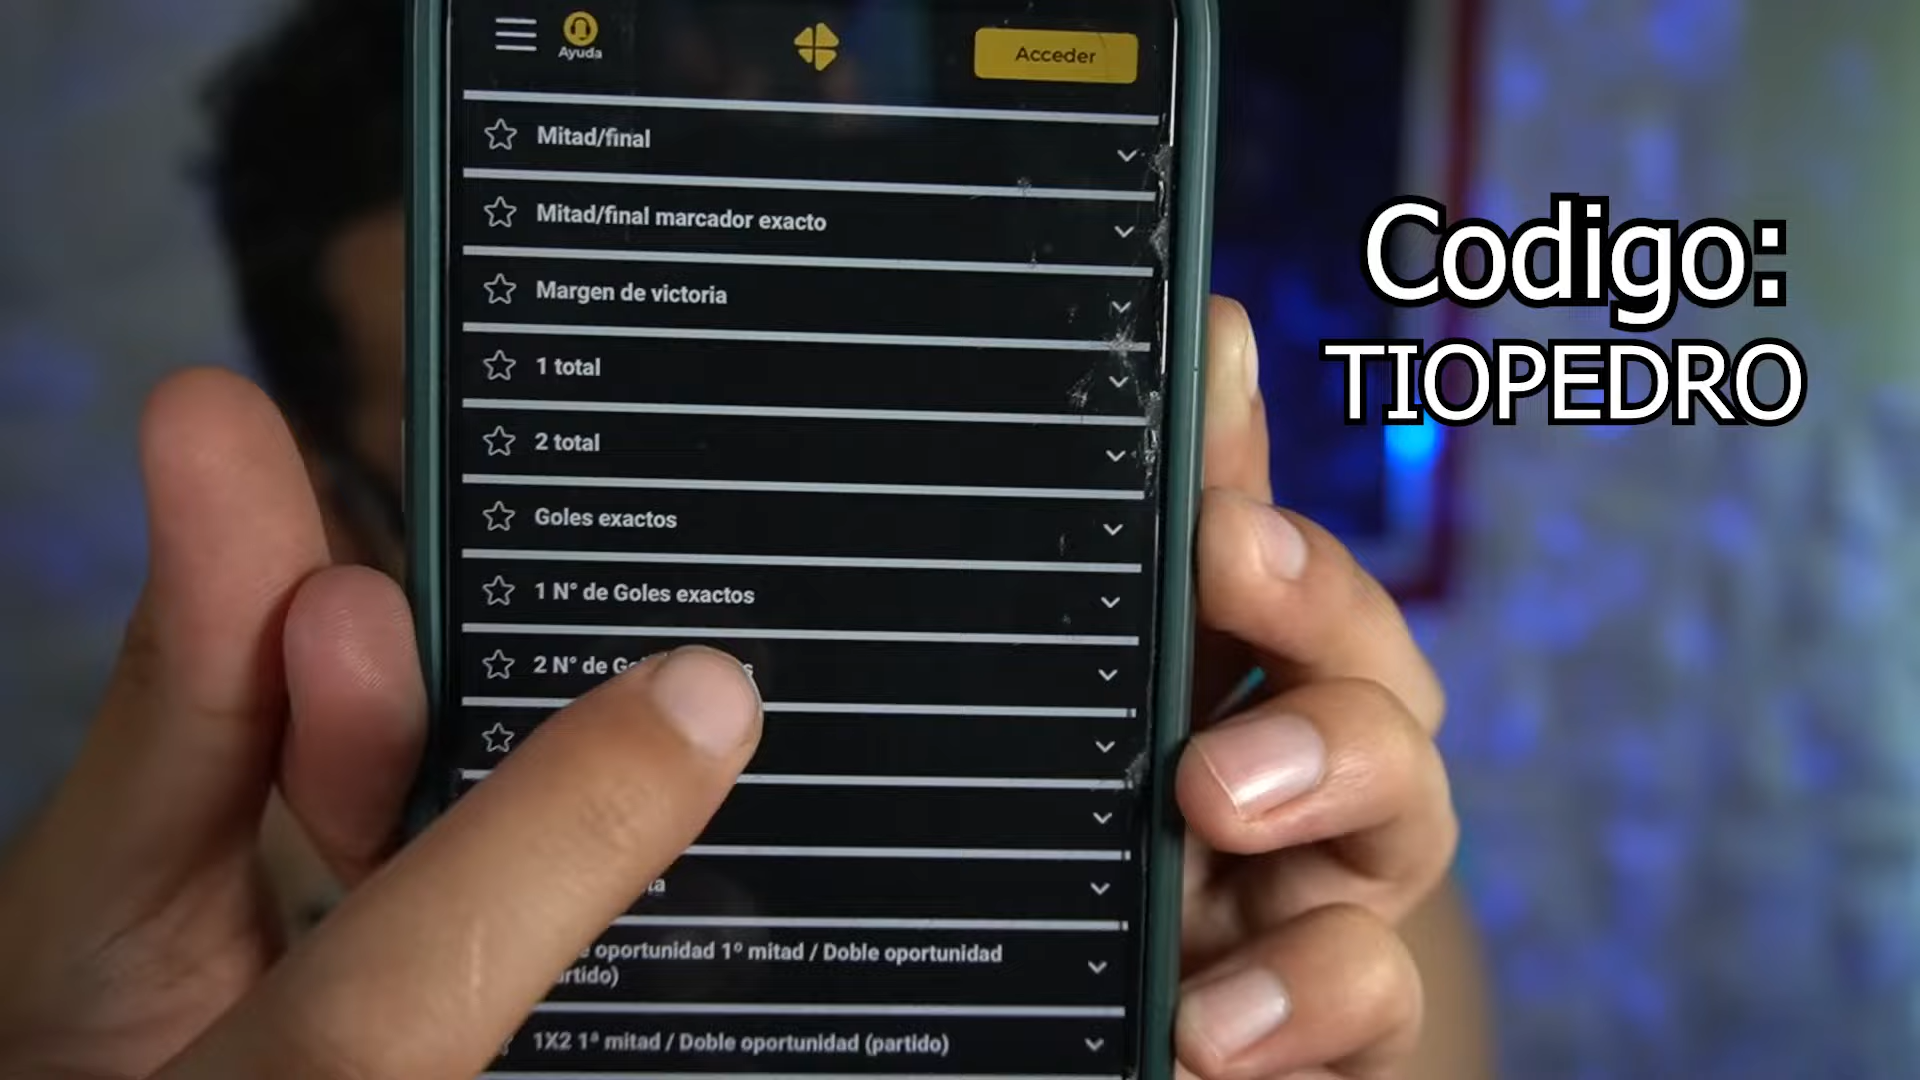 Ayuda
Acceder
Mitad/final
Mitad/final marcador exacto
Margen de victoria
1 total
2 total
Goles exactos
1 N° de Goles exactos
2 N° de
oportunidad 1º mitad / Doble oportunidad
1X2 1ª mitad / Doble oportunidad (partido)
Codigo:
TIOPEDRO